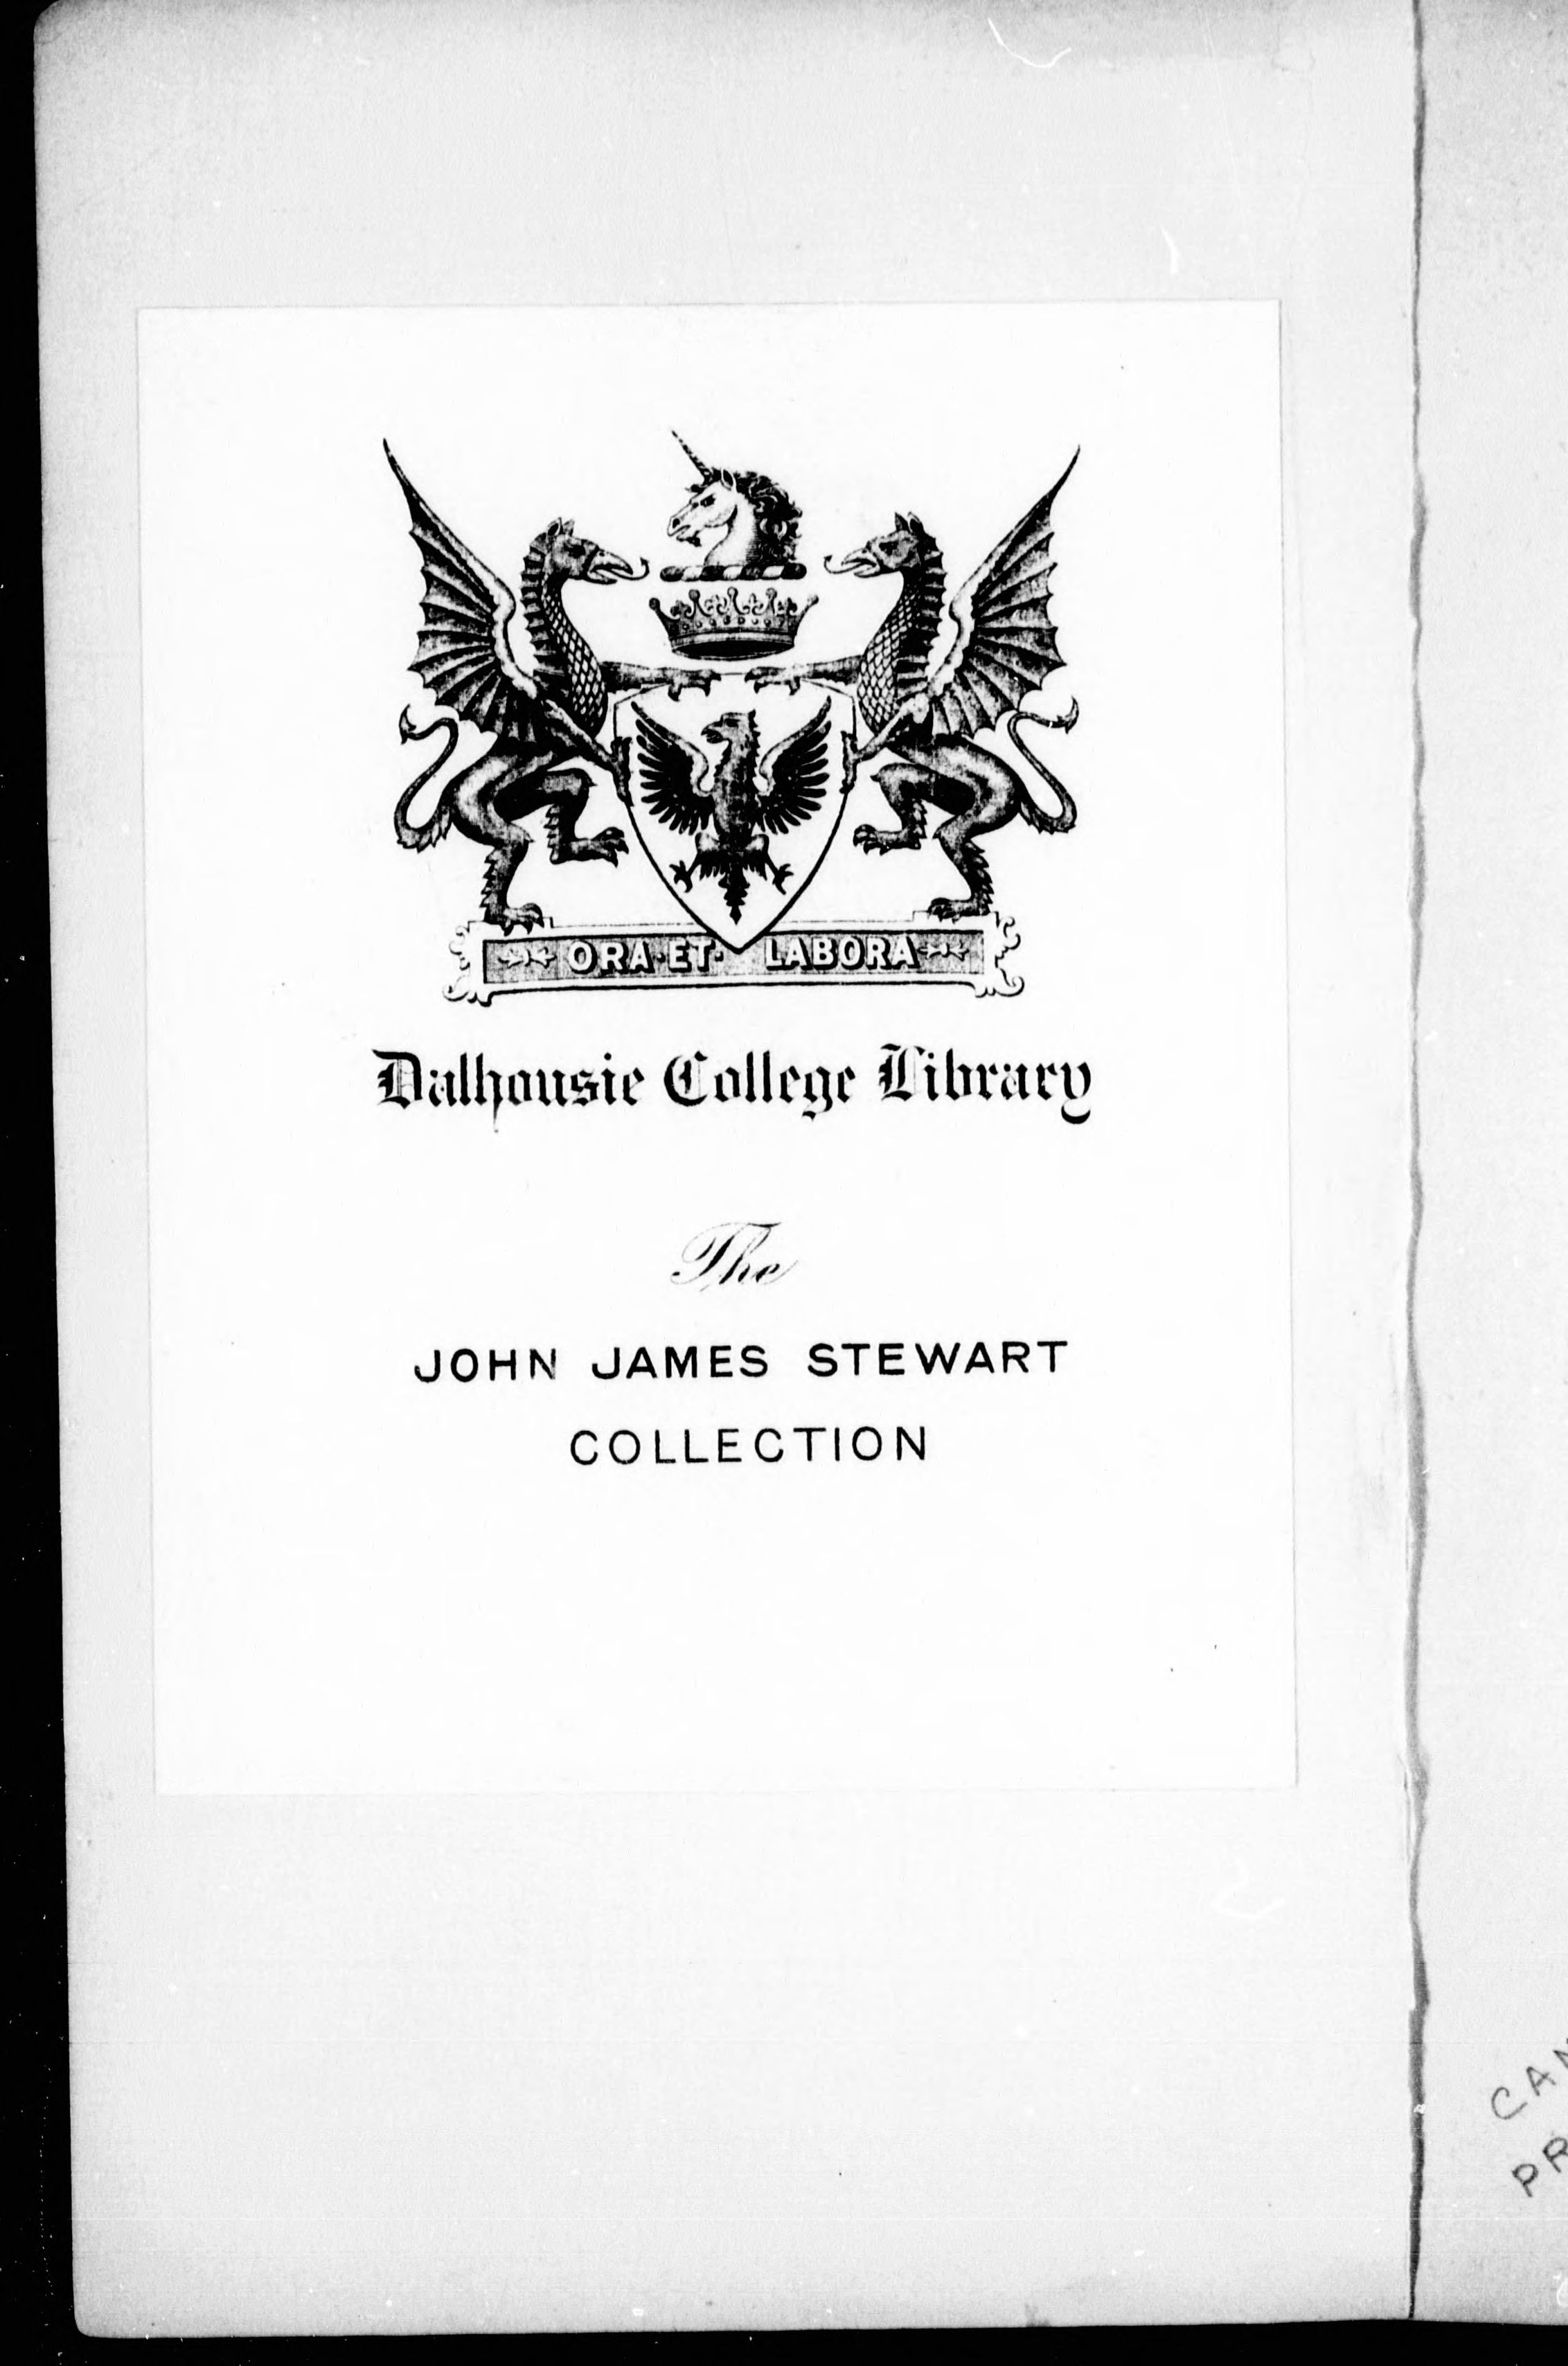 ORA·ET· LABORA
Dalhousie College Library
The
JOHN JAMES STEWART
COLLECTION